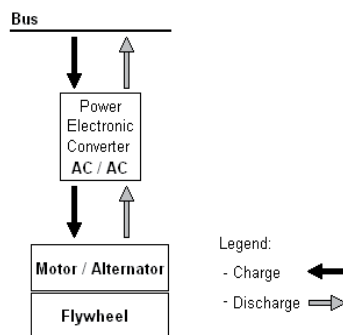 Bus
Power
Electronic
Converter
AC / AC
Motor / Alternator
Flywheel
Legend:
- Charge
- Discharge